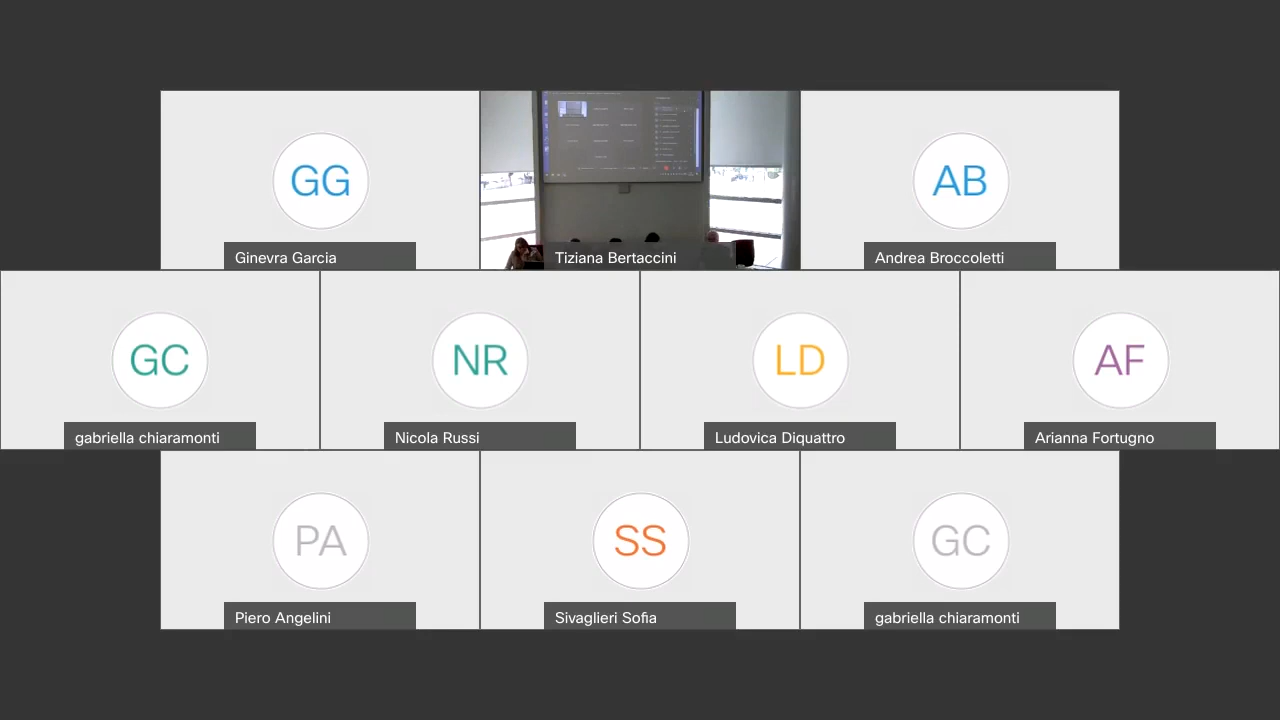 GG
Ginevra Garcia
Tiziana Bertaccini
AB
Andrea Broccoletti
GC
gabriella chiaramonti
NR
Nicola Russi
LD
Ludovica Diquattro
AF
Arianna Fortugno
PA
Piero Angelini
SS
Sivaglieri Sofia
GC
gabriella chiaramonti